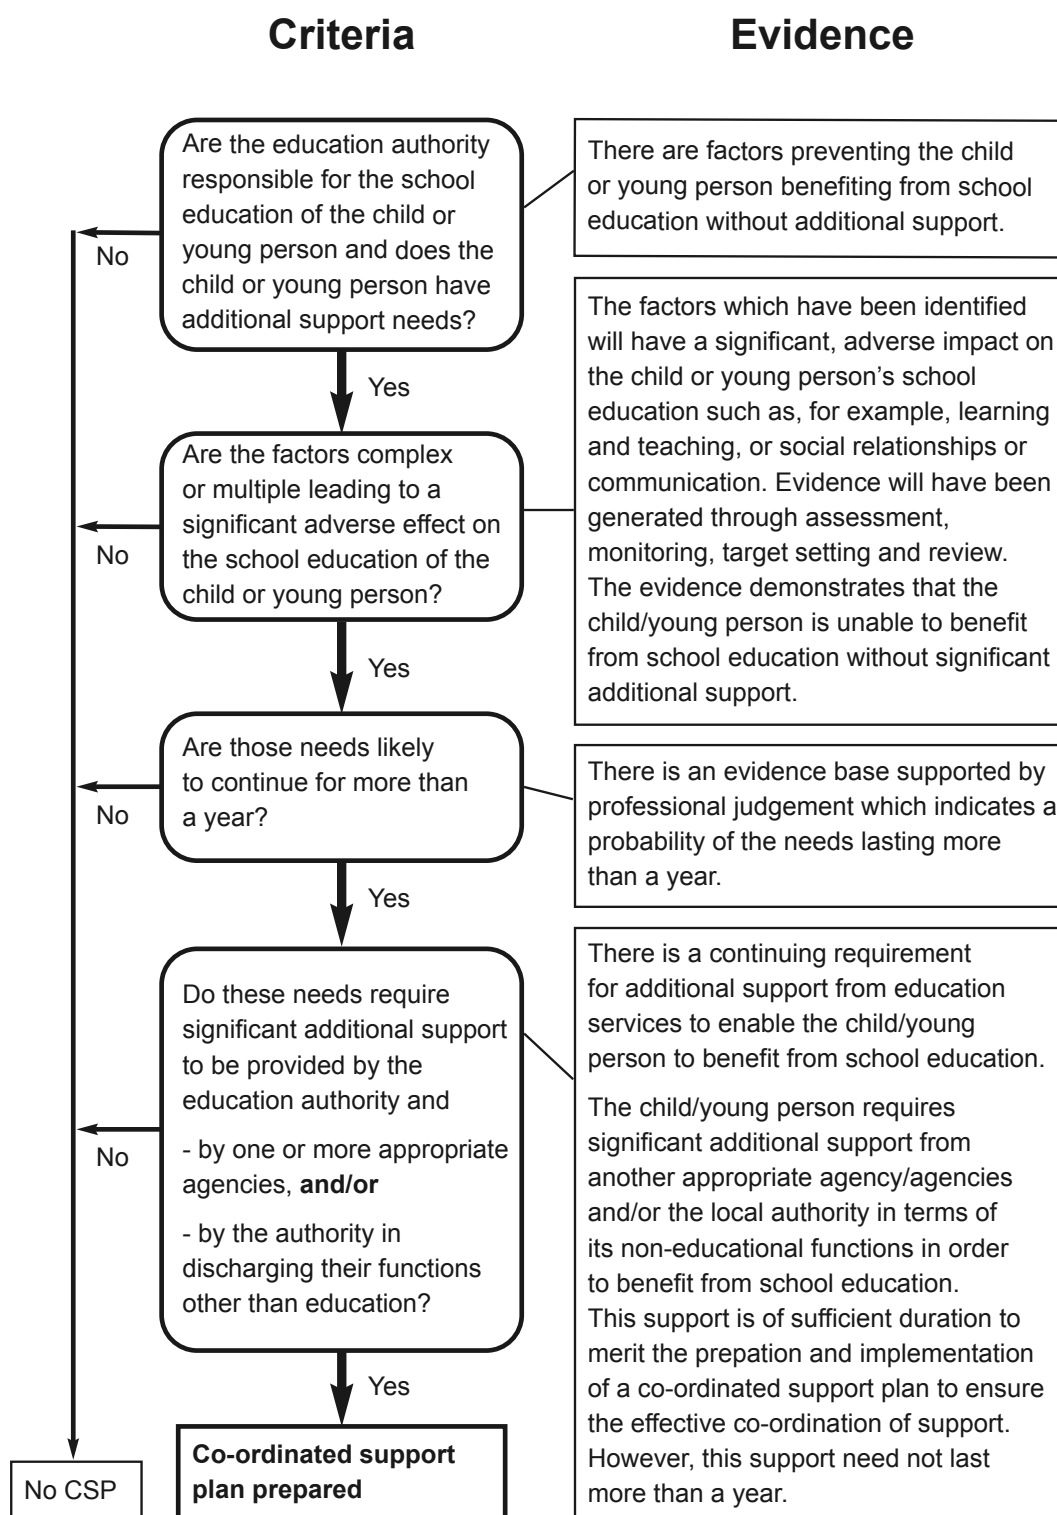 Criteria
Evidence
Are the education authority
responsible for the school
education of the child or
young person and does the
child or young person have
additional support needs?
There are factors preventing the child
or young person benefiting from school
education without additional support.
No
Yes
Are the factors complex
or multiple leading to a
significant adverse effect on
the school education of the
child or young person?
The factors which have been identified
will have a significant, adverse impact on
the child or young person’s school
education such as, for example, learning
and teaching, or social relationships or
communication. Evidence will have been
generated through assessment,
monitoring, target setting and review.
The evidence demonstrates that the
child/young person is unable to benefit
from school education without significant
additional support.
No
Yes
Are those needs likely
to continue for more than
a year?
There is an evidence base supported by
professional judgement which indicates a
probability of the needs lasting more
than a year.
No
Yes
Do these needs require
significant additional support
to be provided by the
education authority and
- by one or more appropriate
agencies, and/or
- by the authority in
discharging their functions
other than education?
There is a continuing requirement
for additional support from education
services to enable the child/young
person to benefit from school education.
The child/young person requires
significant additional support from
another appropriate agency/agencies
and/or the local authority in terms of
its non-educational functions in order
to benefit from school education.
This support is of sufficient duration to
merit the prepation and implementation
of a co-ordinated support plan to ensure
the effective co-ordination of support.
However, this support need not last
more than a year.
No
Yes
No CSP
Co-ordinated support
plan prepared